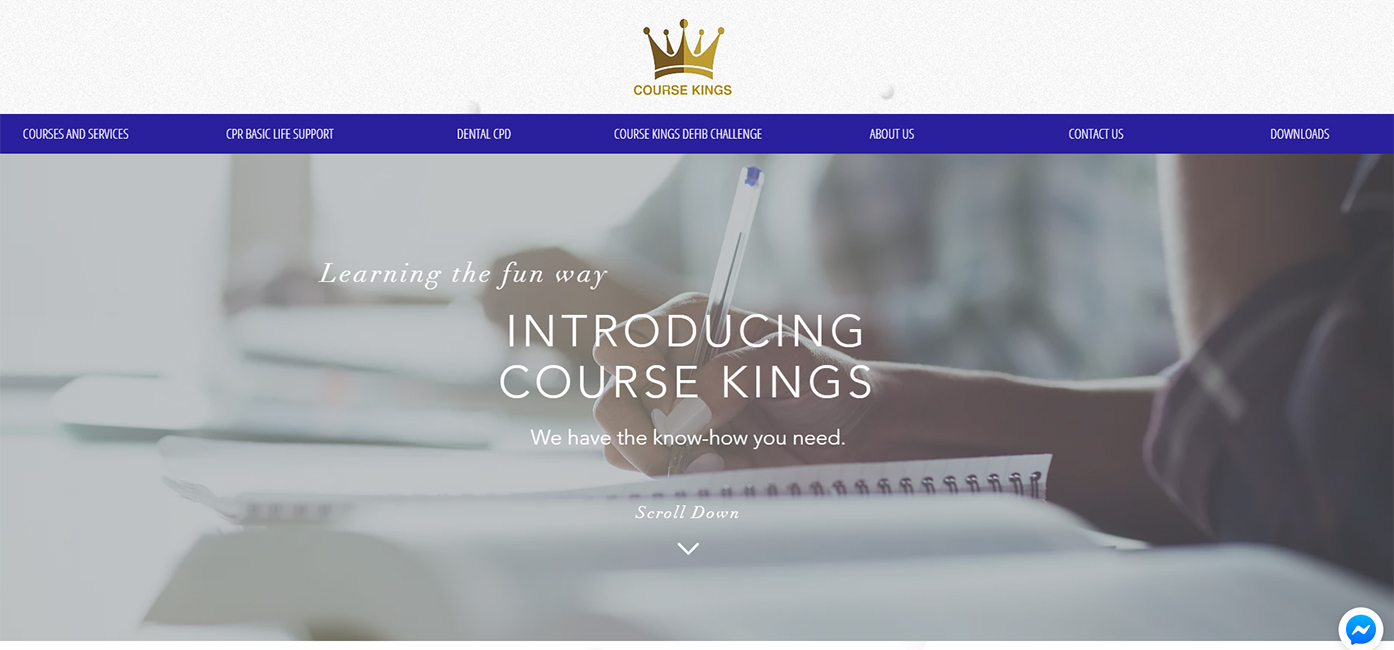 COURSE KINGS
COURSES AND SERVICES
CPR BASIC LIFE SUPPORT
DENTAL CPD
COURSE KINGS DEFIB CHALLENGE
ABOUT US
CONTACT US
DOWNLOADS
Learning the fun way
INTRODUCING
COURSE KINGS
We have the know-how you need.
Scroll Down